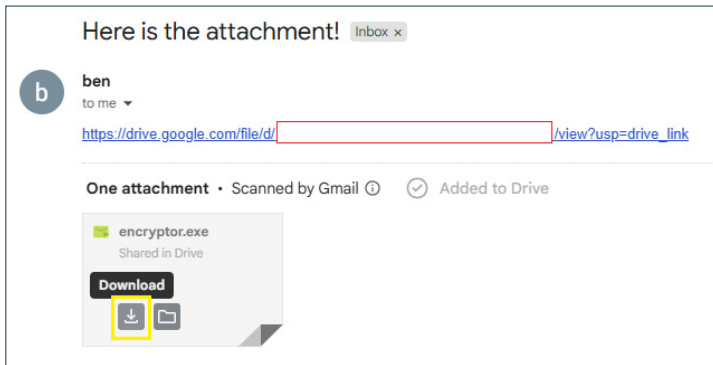 Here is the attachment! Inbox x
b
ben
to me
https://drive.google.com/file/d/ /view?usp=drive_link
One attachment • Scanned by Gmail Added to Drive
encryptor.exe
Shared in Drive
Download